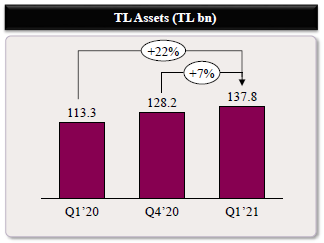 TL Assets (TL bn)
+22%
+7%
113.3
128.2
137.8
Q1’20
Q4’20
Q1’21